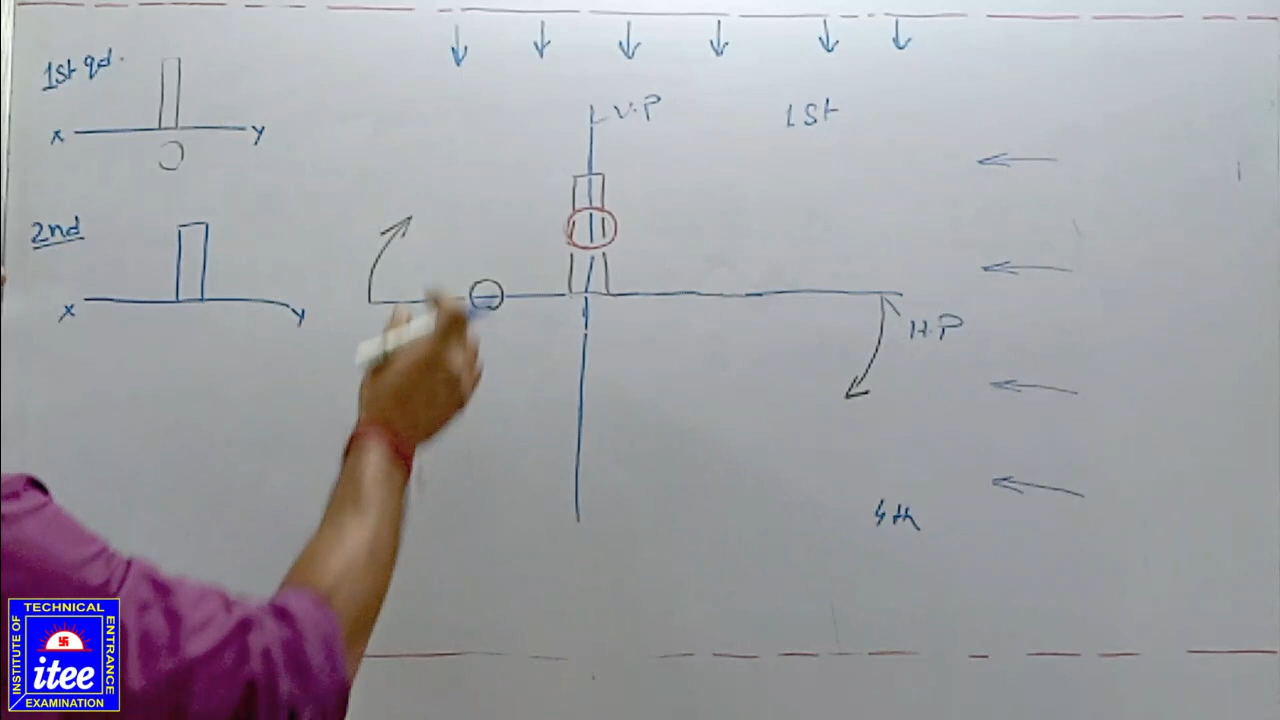 1st qd.
X Y
2nd
X Y
V.P
1st
H.P
4th
INSTITUTE OF
TECHNICAL
ENTRANCE
EXAMINATION
itee